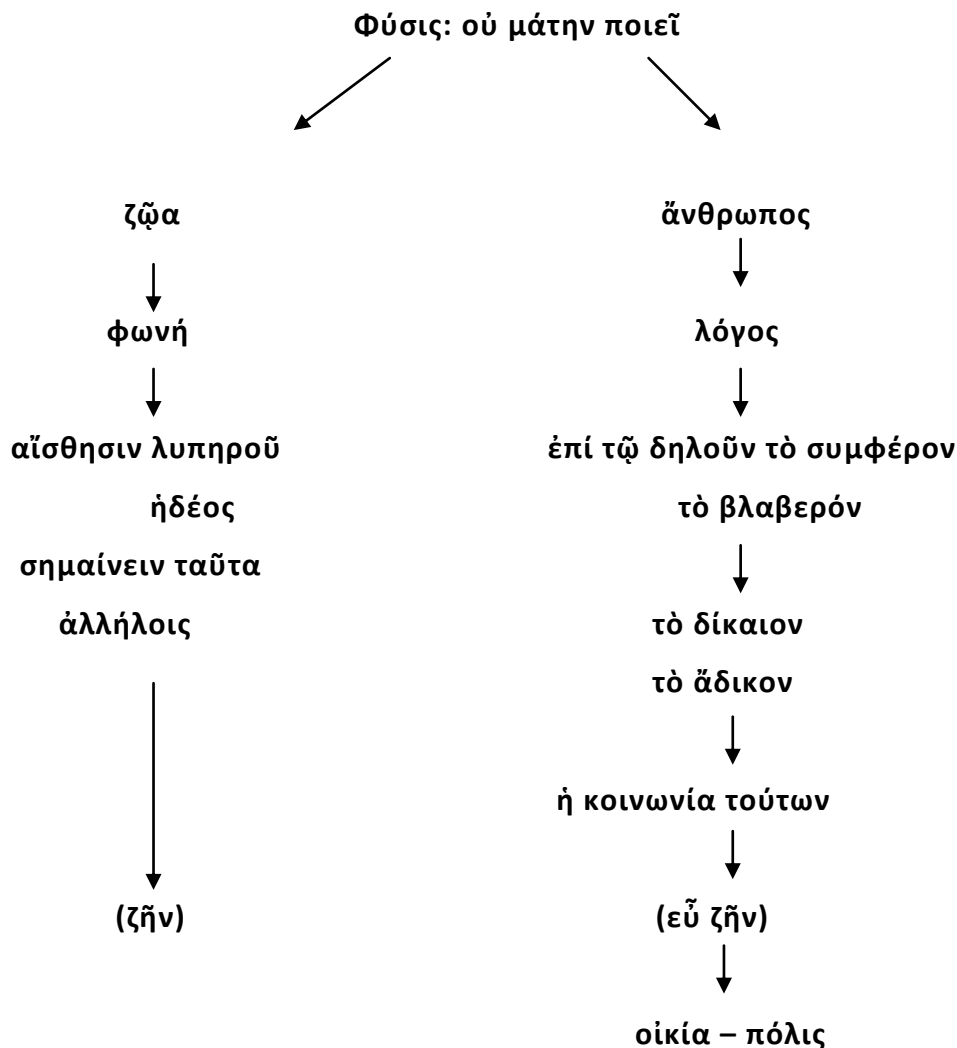 Φύσις: οὐ μάτην ποιεῖ
ζῷα
φωνή
αἴσθησιν λυπηροῦ
ἡδέος
σημαίνειν ταῦτα
ἀλλήλοις
(ζῆν)
ἄνθρωπος
λόγος
ἐπί τῷ δηλοῦν τὸ συμφέρον
τὸ βλαβερόν
τὸ δίκαιον
τὸ ἄδικον
ἡ κοινωνία τούτων
(εὖ ζῆν)
οἰκία – πόλις